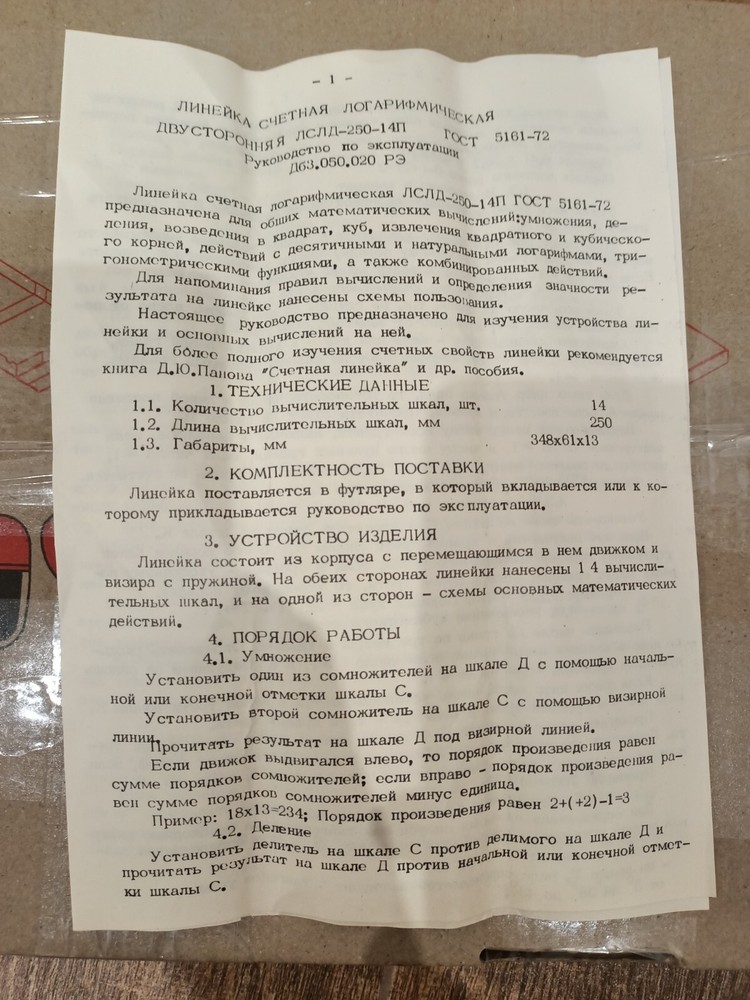 - 1 -
ЛИНЕЙКА СЧЕТНАЯ ЛОГАРИФМИЧЕСКАЯ
ДВУСТОРОННЯЯ ЛСЛД-250-14П ГОСТ 5161-72
Руководство по эксплуатации
Дб3.050.020 РЭ
Линейка счетная логарифмическая ЛСЛД-250-14П ГОСТ 5161-72
предназначена для общих математических вычислений:умножения, де-
ления, возведения в квадрат, куб, извлечения квадратного и кубическо-
го корней, действий с десятичными и натуральными логарифмами, три-
гонометрическими функциями, а также комбинированных действий.
Для напоминания правил вычислений и определения значности ре-
зультата на линейке нанесены схемы пользования.
Настоящее руководство предназначено для изучения устройства ли-
нейки и основных вычислений на ней.
Для более полного изучения счетных свойств линейки рекомендуется
книга Д.Ю.Панова "Счетная линейка" и др. пособия.
1. ТЕХНИЧЕСКИЕ ДАННЫЕ
1.1. Количество вычислительных шкал, шт. 14
1.2. Длина вычислительных шкал, мм 250
1.3. Габариты, мм 348х61х13
2. КОМПЛЕКТНОСТЬ ПОСТАВКИ
Линейка поставляется в футляре, в который вкладывается или к ко-
торому прикладывается руководство по эксплуатации.
3. УСТРОЙСТВО ИЗДЕЛИЯ
Линейка состоит из корпуса с перемещающимся в нем движком и
визира с пружиной. На обеих сторонах линейки нанесены 14 вычисли-
тельных шкал, и на одной из сторон - схемы основных математических
действий.
4. ПОРЯДОК РАБОТЫ
4.1. Умножение
Установить один из сомножителей на шкале Д с помощью началь-
ной или конечной отметки шкалы С.
Установить второй сомножитель на шкале С с помощью визирной
линии.
Прочитать результат на шкале Д под визирной линией.
Если движок выдвигался влево, то порядок произведения равен
сумме порядков сомножителей; если вправо - порядок произведения ра-
вен сумме порядков сомножителей минус единица.
Пример: 18х13=234; Порядок произведения равен 2+(+2)-1=3
4.2. Деление
Установить делитель на шкале С против делимого на шкале Д и
прочитать результат на шкале Д против начальной или конечной отмет-
ки шкалы С.